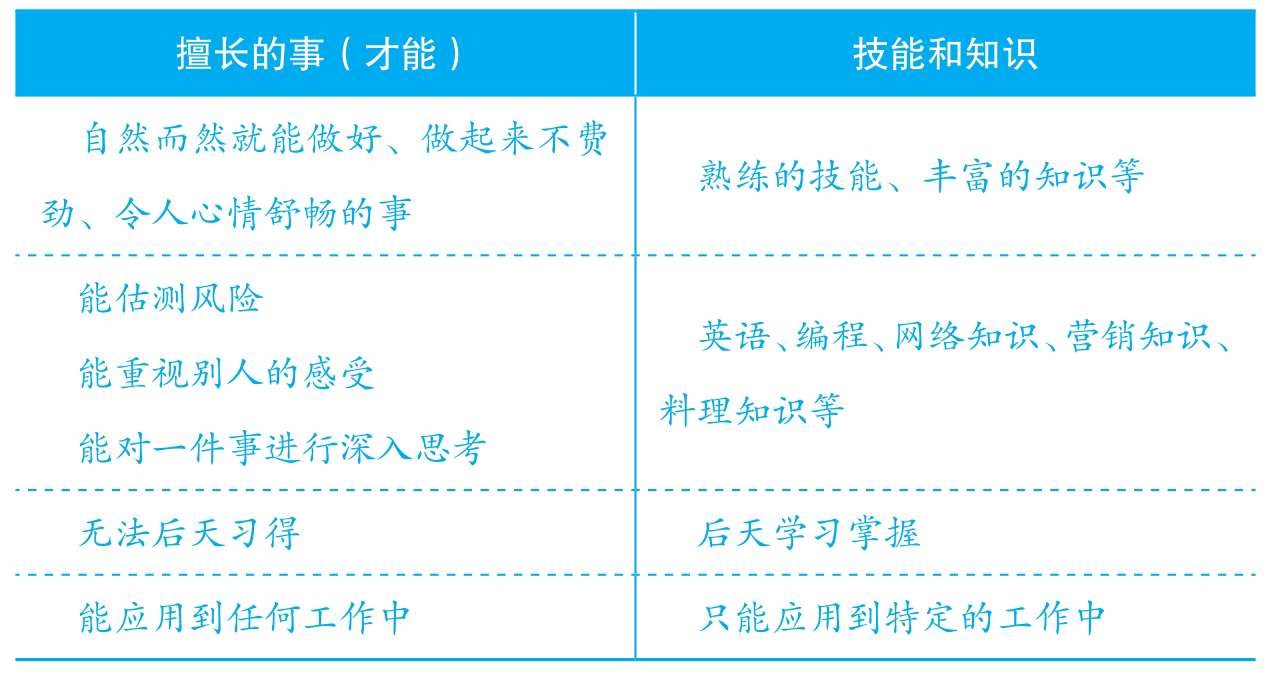 擅长的事（才能） 技能和知识
自然而然就能做好、做起来不费
劲、令人心情舒畅的事
熟练的技能、丰富的知识等
能估测风险
能重视别人的感受
能对一件事进行深入思考
英语、编程、网络知识、营销知识、
料理知识等
无法后天习得 后天学习掌握
能应用到任何工作中 只能应用到特定的工作中